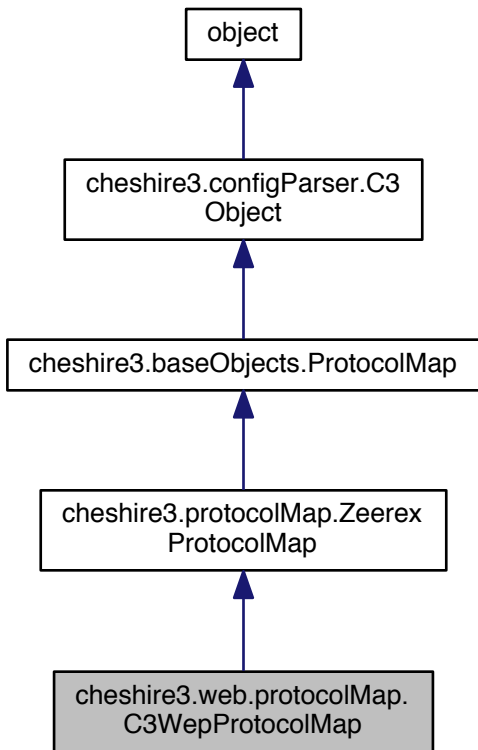 object
cheshire3.configParser.C3
Object
cheshire3.baseObjects.ProtocolMap
cheshire3.protocolMap.Zeerex
ProtocolMap
cheshire3.web.protocolMap.
C3WepProtocolMap